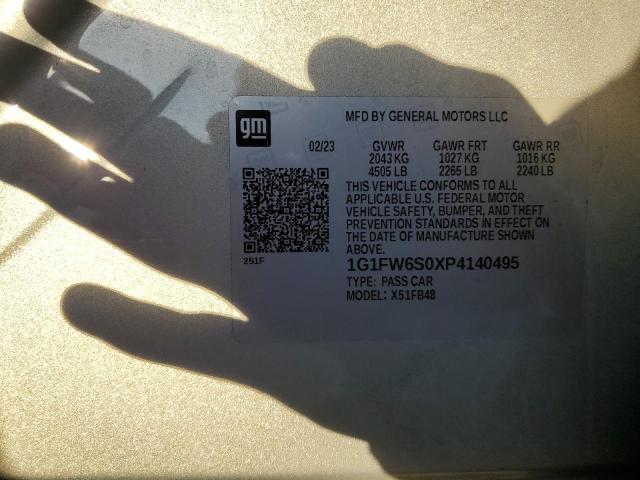 gm
MFD BY GENERAL MOTORS LLC
02/23 GVWR GAWR FRT GAWR RR
2043 KG 1027 KG 1016 KG
4505 LB 2265 LB 2240 LB
THIS VEHICLE CONFORMS TO ALL
APPLICABLE U.S. FEDERAL MOTOR
VEHICLE SAFETY, BUMPER, AND THEFT
PREVENTION STANDARDS IN EFFECT ON
THE DATE OF MANUFACTURE SHOWN
ABOVE.
251F
1G1FW6S0XP4140495
TYPE: PASS CAR
MODEL: X51FB48